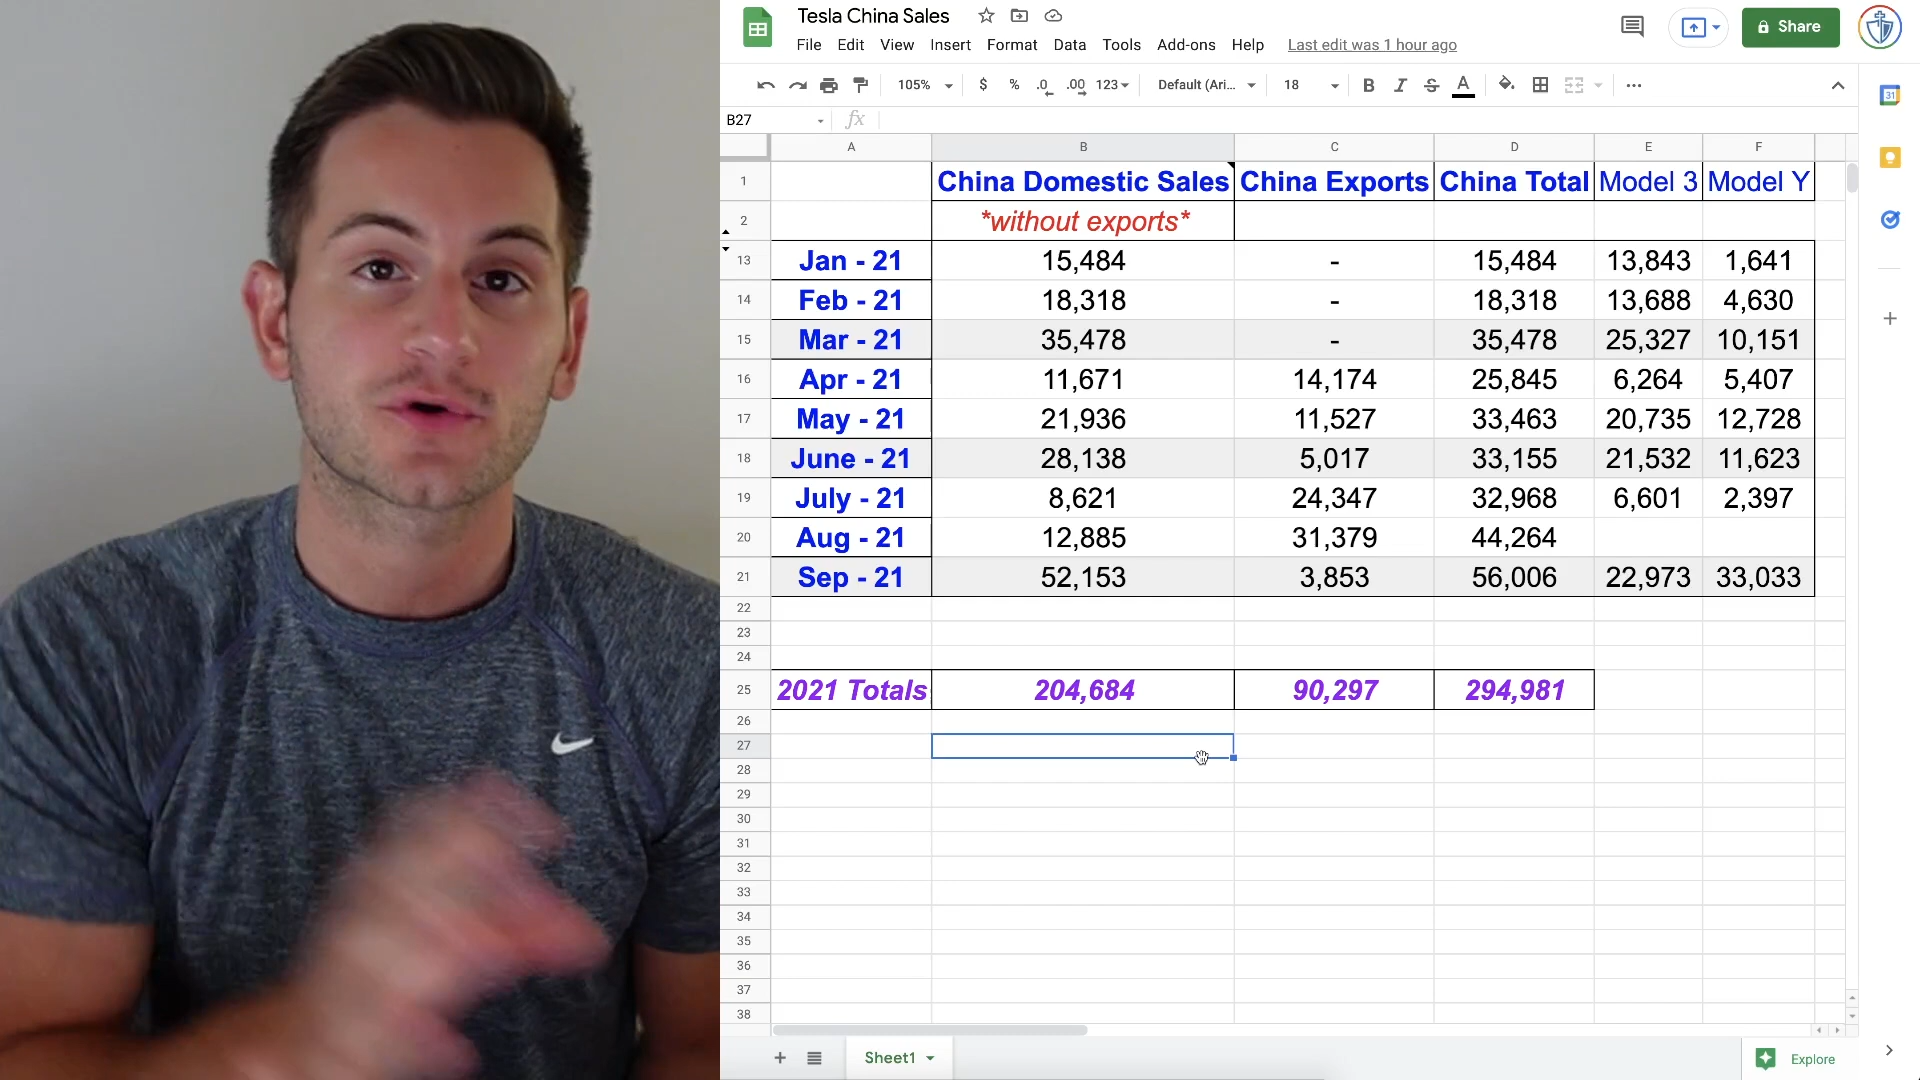 Tesla China Sales
File Edit View Insert Format Data Tools Add-ons Help Last edit was 1 hour ago
Share
105% $ % .0 .00 123 Default (Ari... 18 B I S A
B27 fx
A B C D E F
1 China Domestic Sales China Exports China Total Model 3 Model Y
2 *without exports*
13 Jan - 21 15,484 - 15,484 13,843 1,641
14 Feb - 21 18,318 - 18,318 13,688 4,630
15 Mar - 21 35,478 - 35,478 25,327 10,151
16 Apr - 21 11,671 14,174 25,845 6,264 5,407
17 May - 21 21,936 11,527 33,463 20,735 12,728
18 June - 21 28,138 5,017 33,155 21,532 11,623
19 July - 21 8,621 24,347 32,968 6,601 2,397
20 Aug - 21 12,885 31,379 44,264
21 Sep - 21 52,153 3,853 56,006 22,973 33,033
22
23
24
25 2021 Totals 204,684 90,297 294,981
26
27
28
29
30
31
32
33
34
35
36
37
38
Sheet1
Explore
31